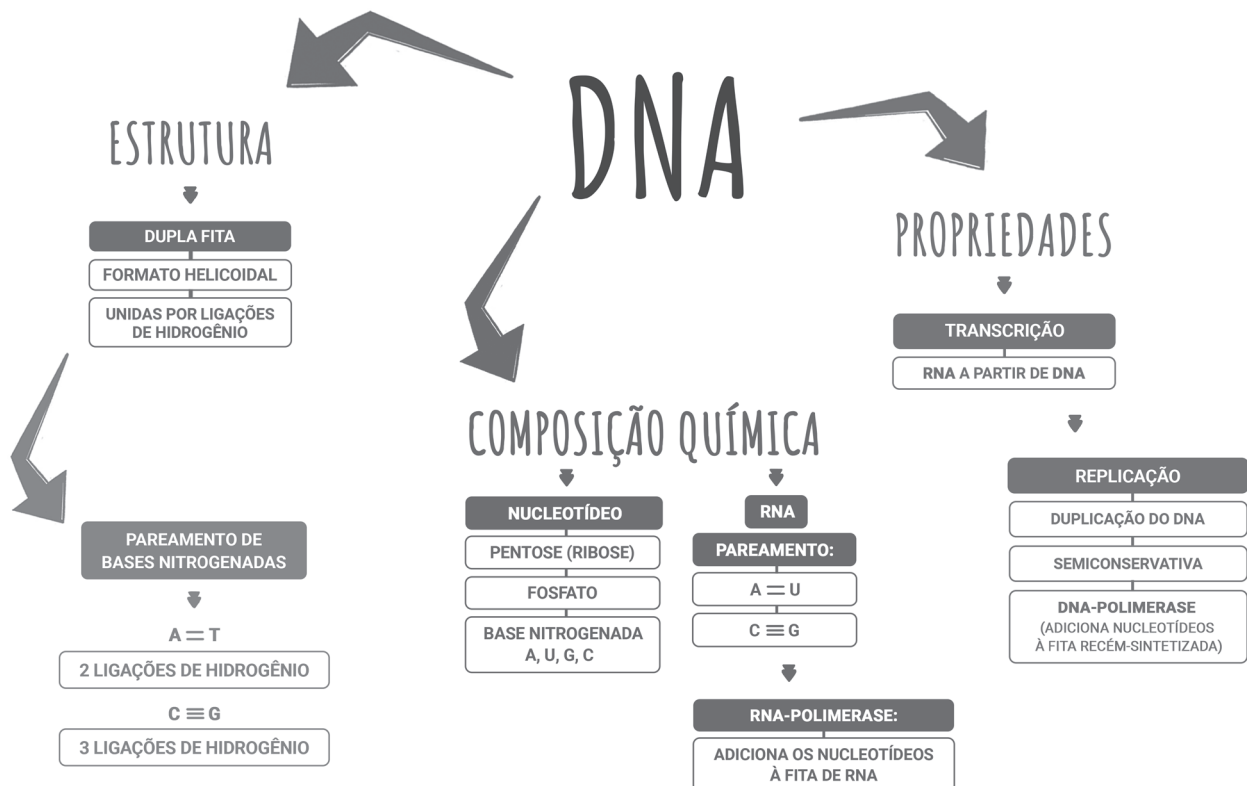 DNA
ESTRUTURA
DUPLA FITA
FORMATO HELICOIDAL
UNIDAS POR LIGAÇÕES
DE HIDROGÊNIO
PAREAMENTO DE
BASES NITROGENADAS
A = T
2 LIGAÇÕES DE HIDROGÊNIO
C ≡ G
3 LIGAÇÕES DE HIDROGÊNIO
COMPOSIÇÃO QUÍMICA
NUCLEOTÍDEO
PENTOSE (RIBOSE)
FOSFATO
BASE NITROGENADA
A, U, G, C
RNA
PAREAMENTO:
A = U
C ≡ G
RNA-POLIMERASE:
ADICIONA OS NUCLEOTÍDEOS
À FITA DE RNA
PROPRIEDADES
TRANSCRIÇÃO
RNA A PARTIR DE DNA
REPLICAÇÃO
DUPLICAÇÃO DO DNA
SEMICONSERVATIVA
DNA-POLIMERASE
(ADICIONA NUCLEOTÍDEOS
À FITA RECÉM-SINTETIZADA)